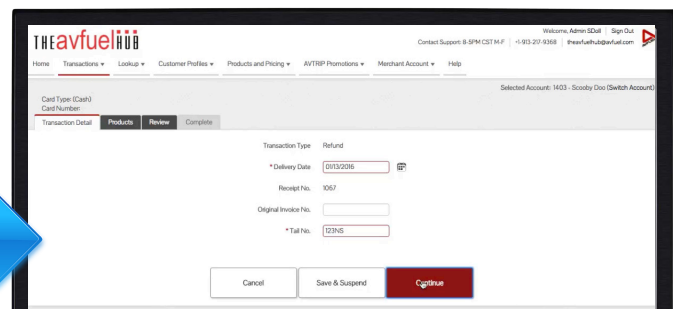 Welcome, Admin SDoll | Sign Out
THEavfuelHUB
Contact Support: 8-5PM CST M-F | +1-913-217-9368 | theavfuelhub@avfuel.com
Home Transactions Lookup Customer Profiles Products and Pricing AVTRIP Promotions Merchant Account Help
Selected Account: 1403 - Scooby Doo (Switch Account)
Card Type: (Cash)
Card Number:
Transaction Detail Products Review Complete
Transaction Type Refund
* Delivery Date 01/13/2016
Receipt No. 1067
Original Invoice No.
* Tail No. 123NS
Cancel Save & Suspend Continue